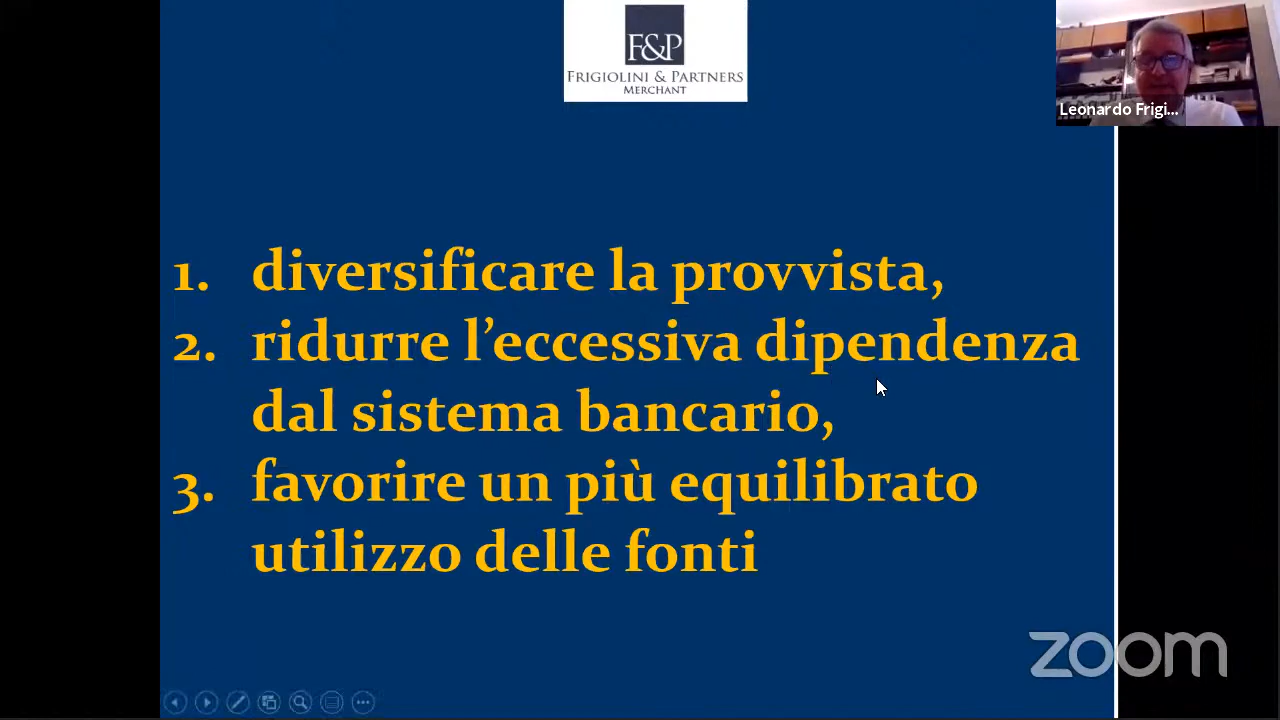 F&P
FRIGIOLINI & PARTNERS
MERCHANT
Leonardo Frigi...
1. diversificare la provvista,
2. ridurre l’eccessiva dipendenza
dal sistema bancario,
3. favorire un più equilibrato
utilizzo delle fonti
zoom